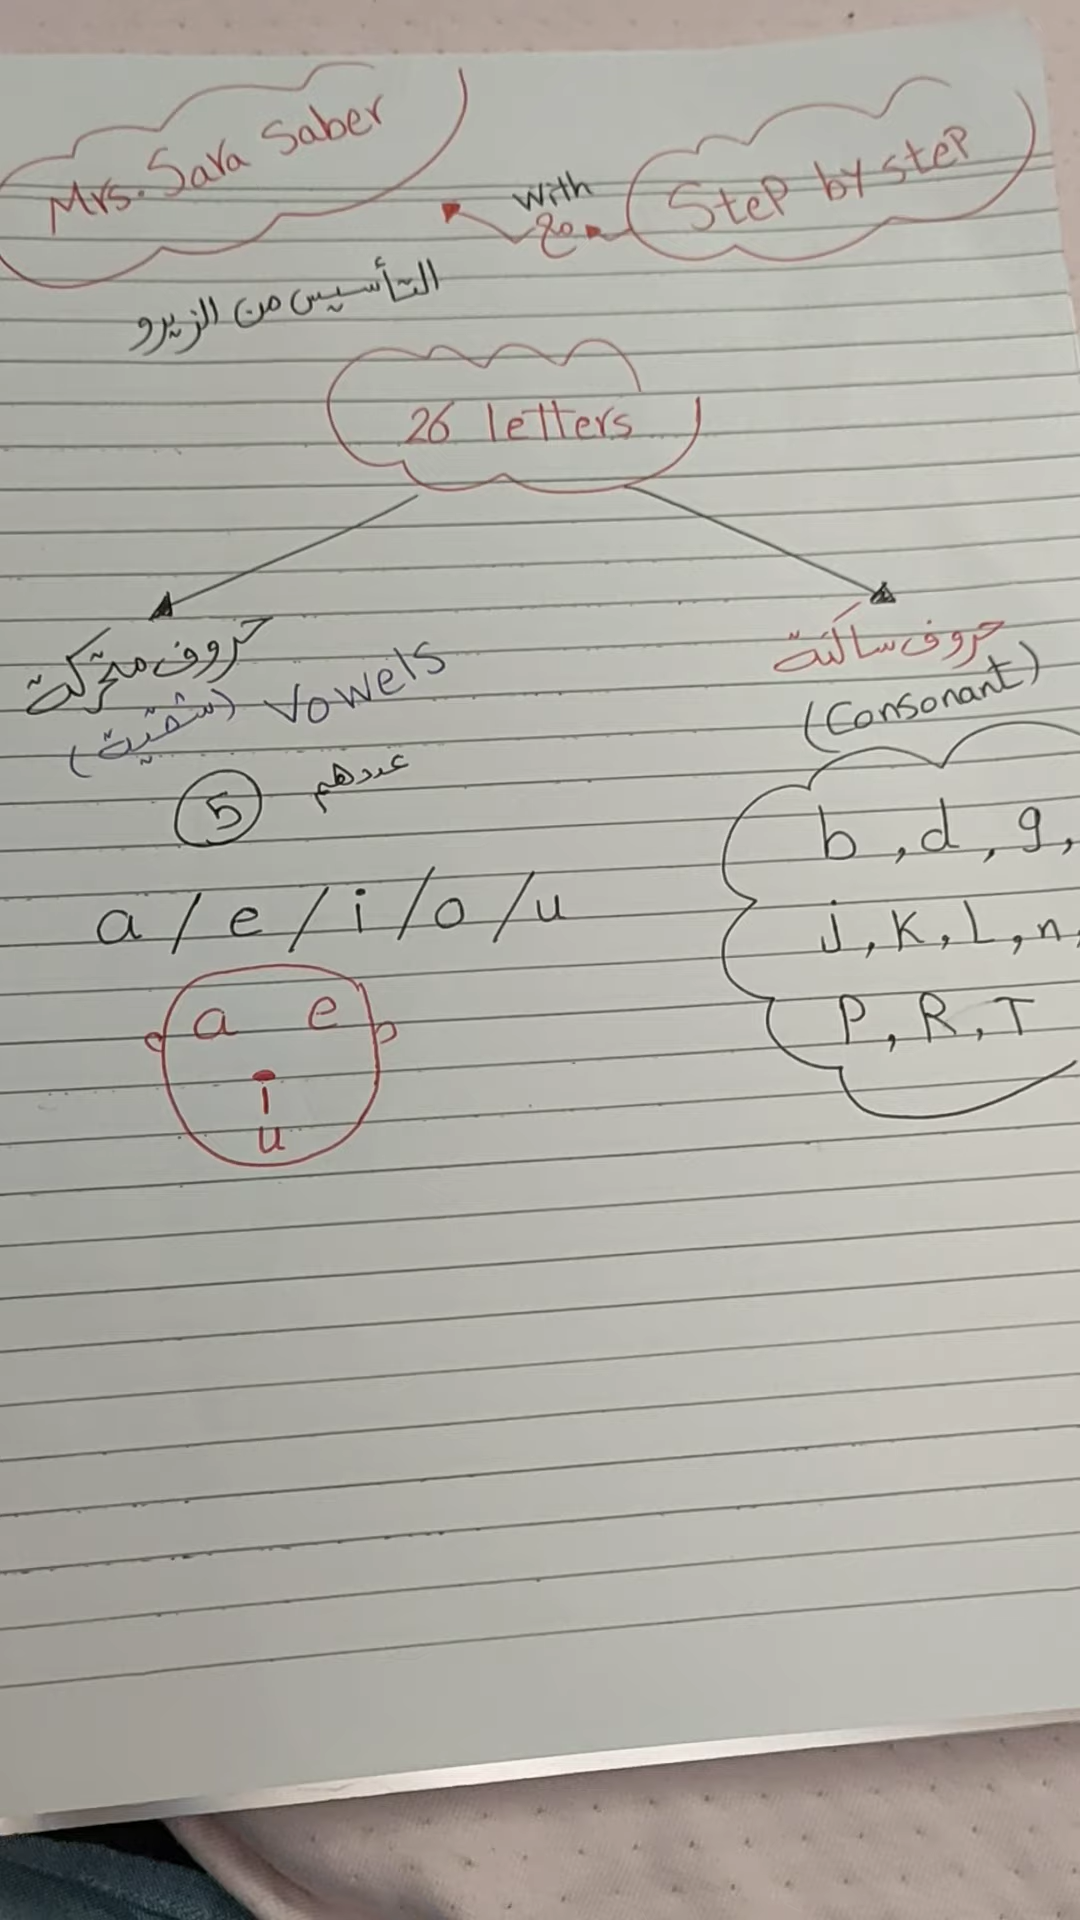 Mrs. Sara Saber
With
Step by step
مع
التأسيس من الزيرو
26 letters
حروف متحركة
(شفتية) Vowels
عددهم 5
a / e / i / o / u
a e
i
u
حروف ساكنة
(Consonant)
b , d , g ,
j , K , L , n ,
P , R , T